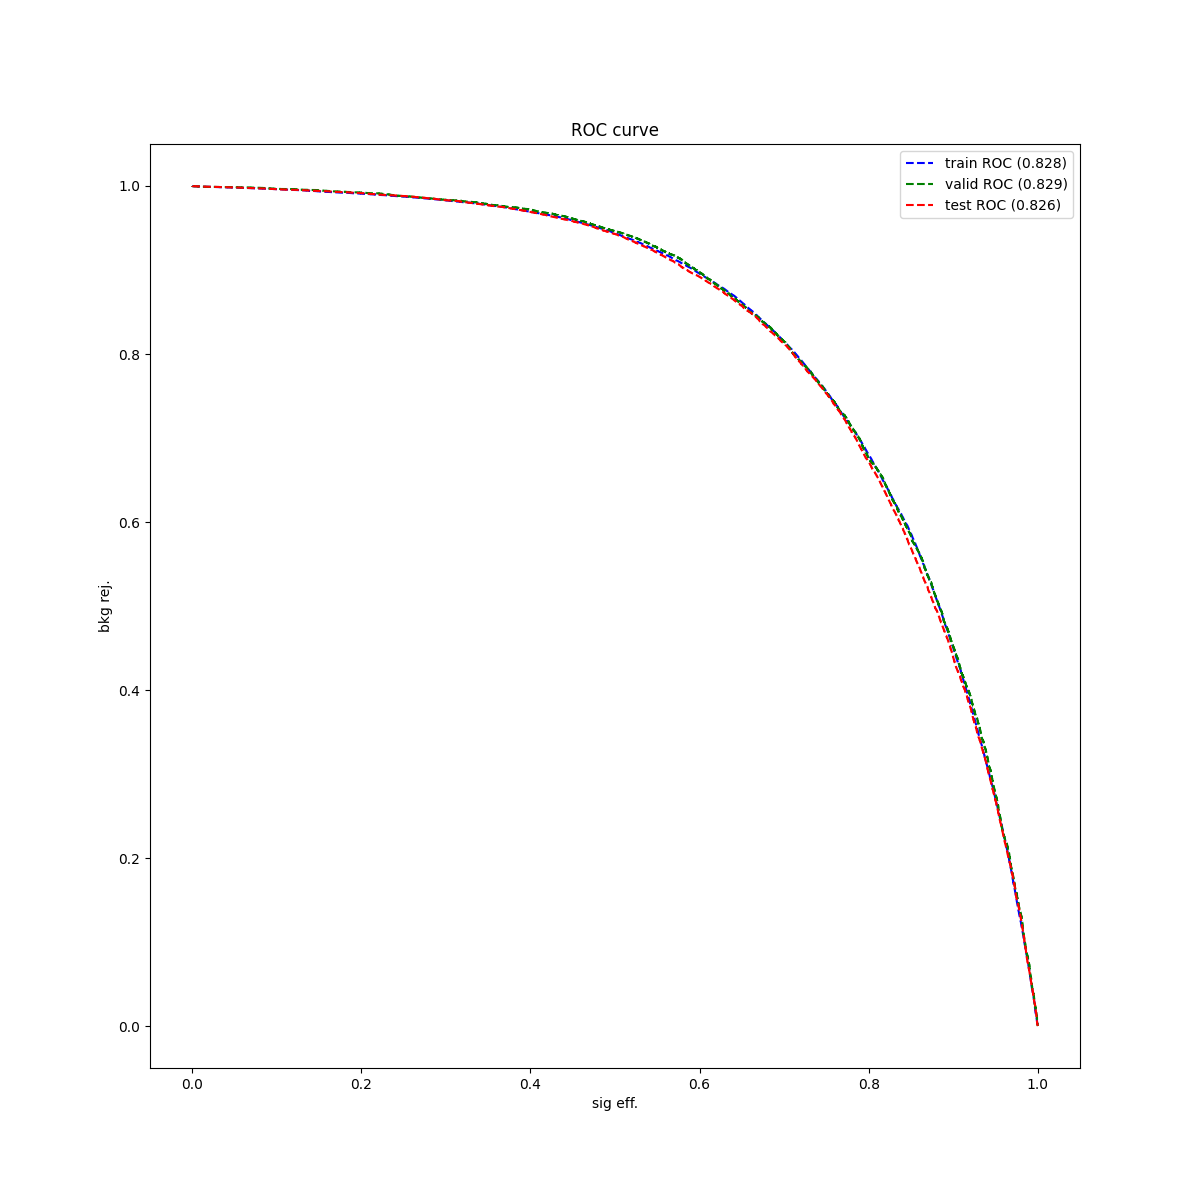 ROC curve
train ROC (0.828)
valid ROC (0.829)
test ROC (0.826)
1.0
0.8
0.6
0.4
0.2
0.0
bkg rej.
0.0 0.2 0.4 0.6 0.8 1.0
sig eff.